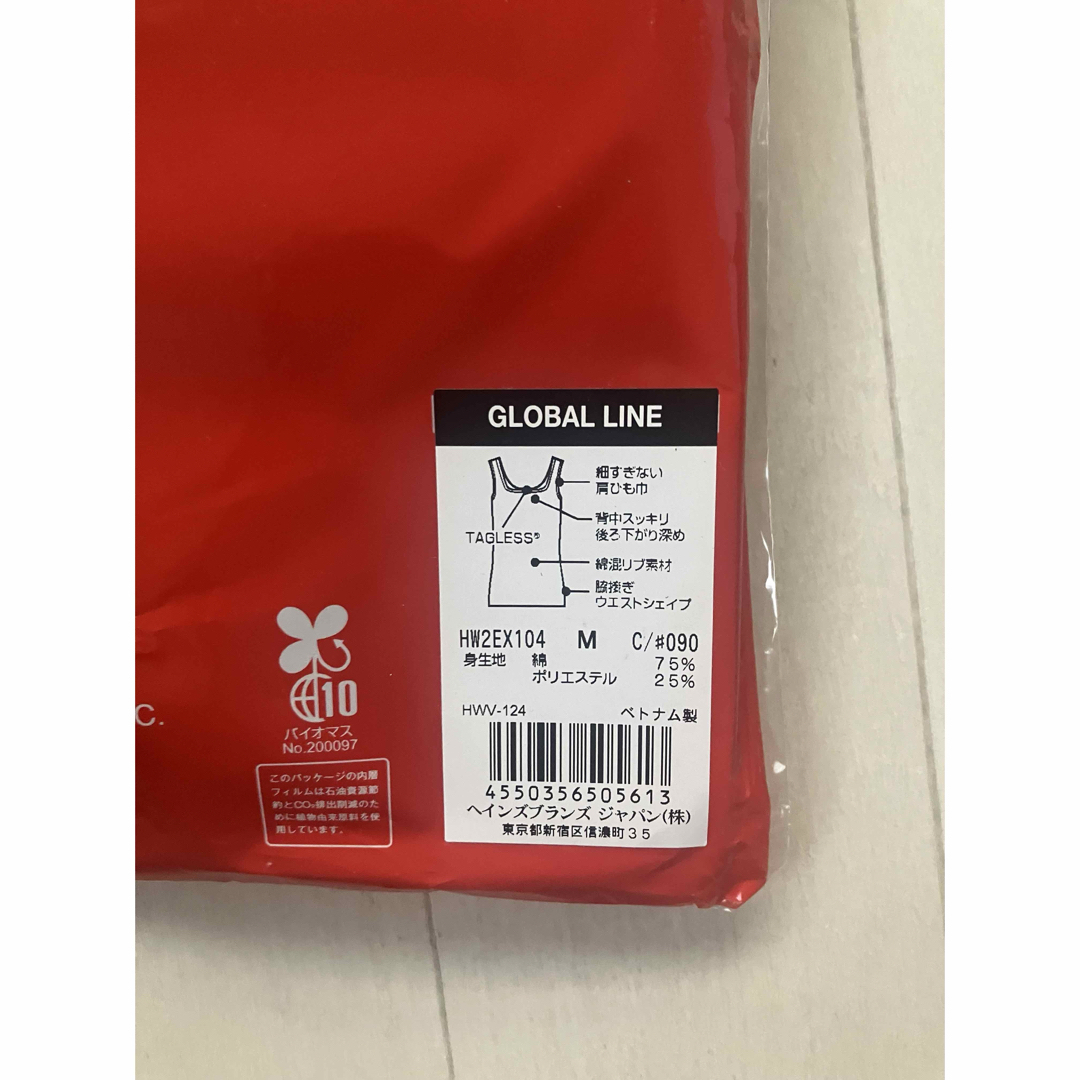 GLOBAL LINE
細すぎない
肩ひも巾
背中スッキリ
後ろ下がり深め
TAGLESS®
綿混リブ素材
脇接ぎ
ウエストシェイプ
HW2EX104 M C/#090
身生地 綿 75%
ポリエステル 25%
HWV-124 ベトナム製
4550356505613
ヘインズブランズ ジャパン(株)
東京都新宿区信濃町35
C.
10
バイオマス
No.200097
このパッケージの内層
フィルムは石油資源節
約とCO₂排出削減のた
めに植物由来原料を使
用しています。